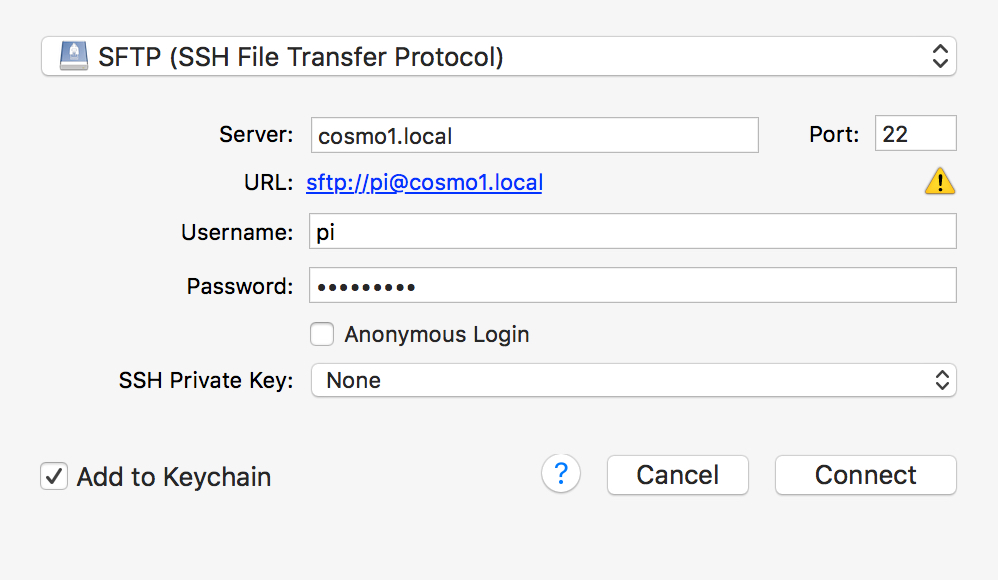 SFTP (SSH File Transfer Protocol)
Server: cosmo1.local Port: 22
URL: sftp://pi@cosmo1.local
Username: pi
Password: •••••••••
Anonymous Login
SSH Private Key: None
Add to Keychain ? Cancel Connect